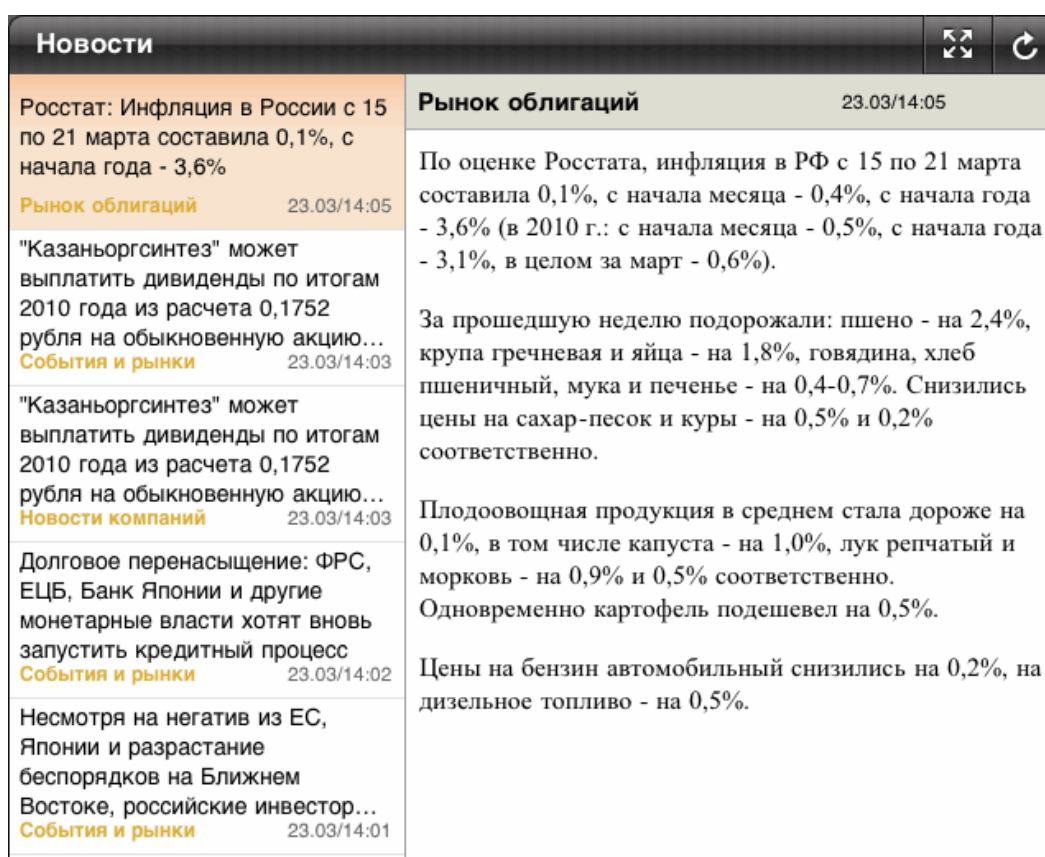 Новости
Росстат: Инфляция в России с 15
по 21 марта составила 0,1%, с
начала года - 3,6%
Рынок облигаций 23.03/14:05
"Казаньоргсинтез" может
выплатить дивиденды по итогам
2010 года из расчета 0,1752
рубля на обыкновенную акцию...
События и рынки 23.03/14:03
"Казаньоргсинтез" может
выплатить дивиденды по итогам
2010 года из расчета 0,1752
рубля на обыкновенную акцию...
Новости компаний 23.03/14:03
Долговое перенасыщение: ФРС,
ЕЦБ, Банк Японии и другие
монетарные власти хотят вновь
запустить кредитный процесс
События и рынки 23.03/14:02
Несмотря на негатив из ЕС,
Японии и разрастание
беспорядков на Ближнем
Востоке, российские инвестор...
События и рынки 23.03/14:01
Рынок облигаций 23.03/14:05
По оценке Росстата, инфляция в РФ с 15 по 21 марта
составила 0,1%, с начала месяца - 0,4%, с начала года
- 3,6% (в 2010 г.: с начала месяца - 0,5%, с начала года
- 3,1%, в целом за март - 0,6%).
За прошедшую неделю подорожали: пшено - на 2,4%,
крупа гречневая и яйца - на 1,8%, говядина, хлеб
пшеничный, мука и печенье - на 0,4-0,7%. Снизились
цены на сахар-песок и куры - на 0,5% и 0,2%
соответственно.
Плодоовощная продукция в среднем стала дороже на
0,1%, в том числе капуста - на 1,0%, лук репчатый и
морковь - на 0,9% и 0,5% соответственно.
Одновременно картофель подешевел на 0,5%.
Цены на бензин автомобильный снизились на 0,2%, на
дизельное топливо - на 0,5%.